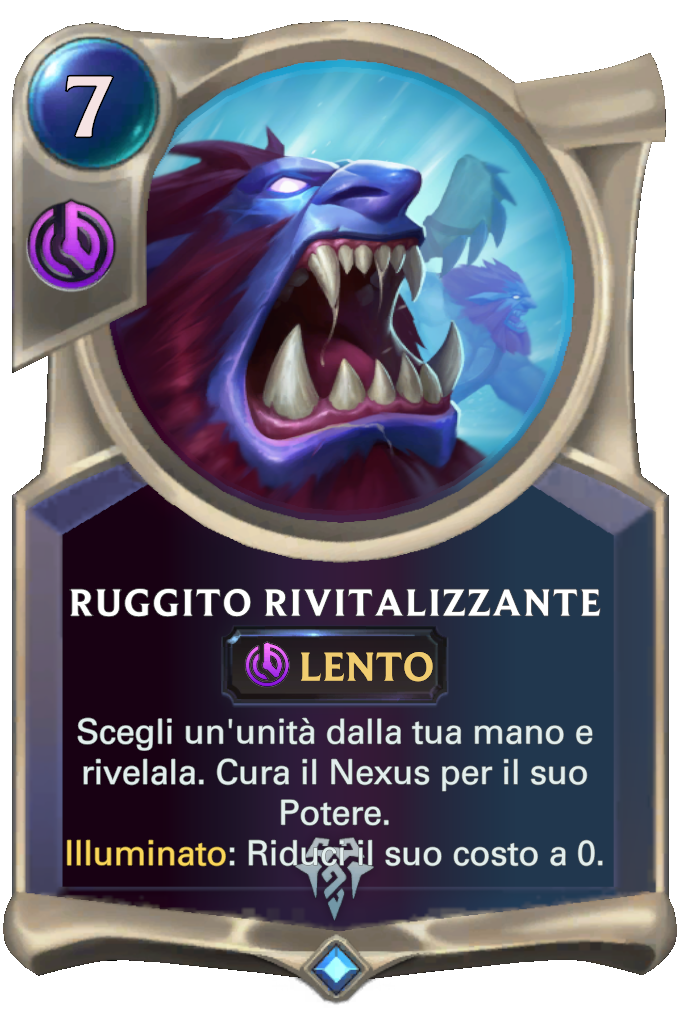 7
RUGGITO RIVITALIZZANTE
LENTO
Scegli un'unità dalla tua mano e
rivelala. Cura il Nexus per il suo
Potere.
Illuminato: Riduci il suo costo a 0.